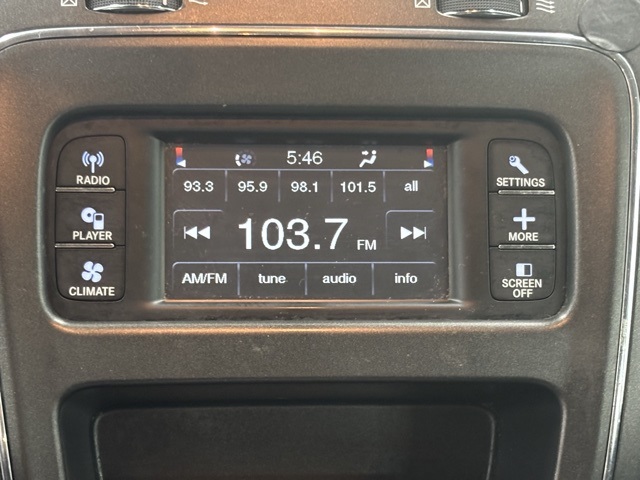 5:46
RADIO
SETTINGS
93.3 95.9 98.1 101.5 all
PLAYER
103.7 FM
MORE
AM/FM tune audio info
CLIMATE
SCREEN
OFF